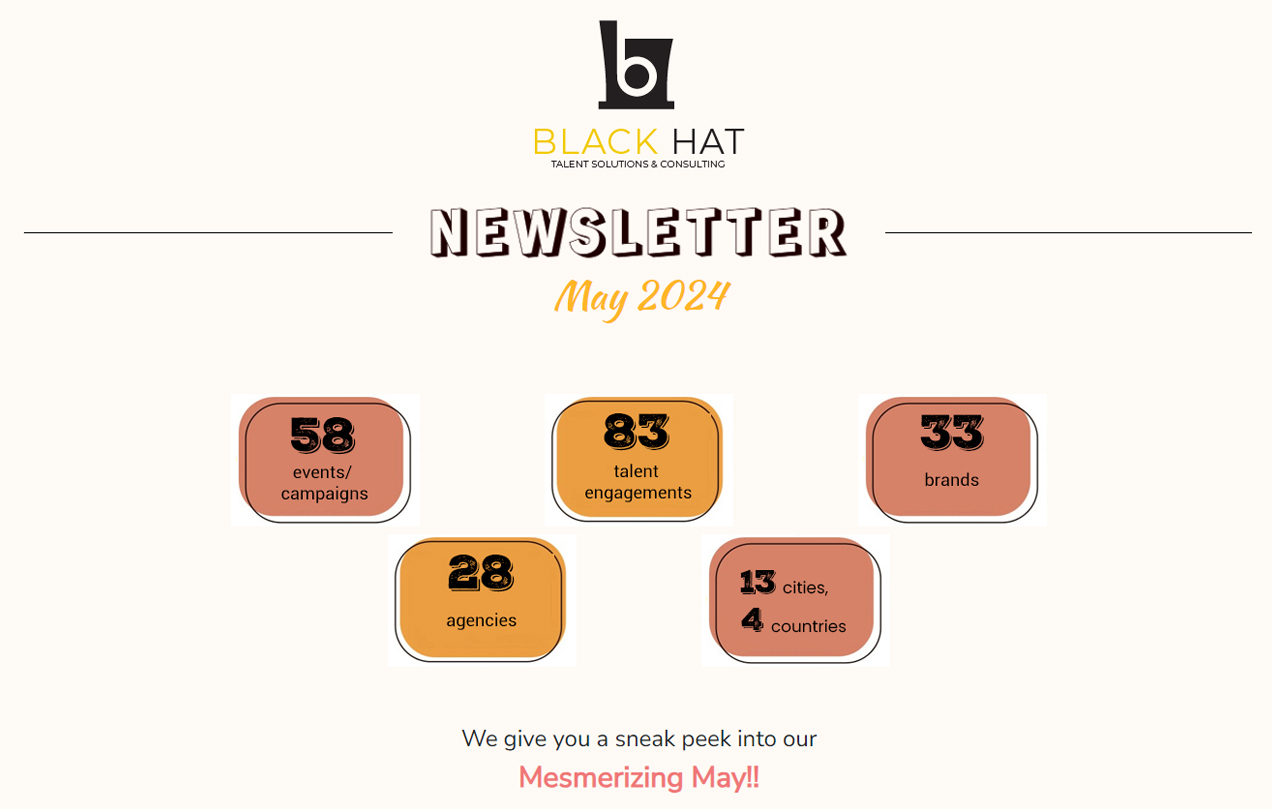 b
BLACK HAT
TALENT SOLUTIONS & CONSULTING
NEWSLETTER
May 2024
58
events/
campaigns
83
talent
engagements
33
brands
28
agencies
13 cities,
4 countries
We give you a sneak peek into our
Mesmerizing May!!